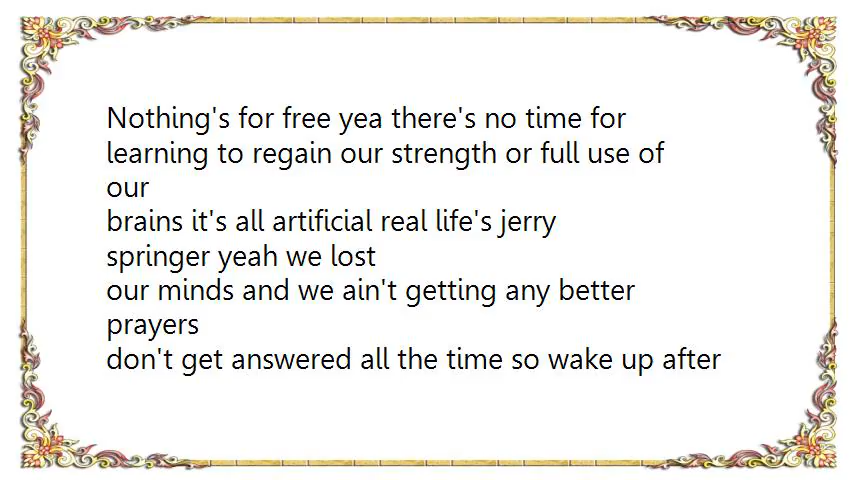 Nothing's for free yea there's no time for
learning to regain our strength or full use of
our
brains it's all artificial real life's jerry
springer yeah we lost
our minds and we ain't getting any better
prayers
don't get answered all the time so wake up after